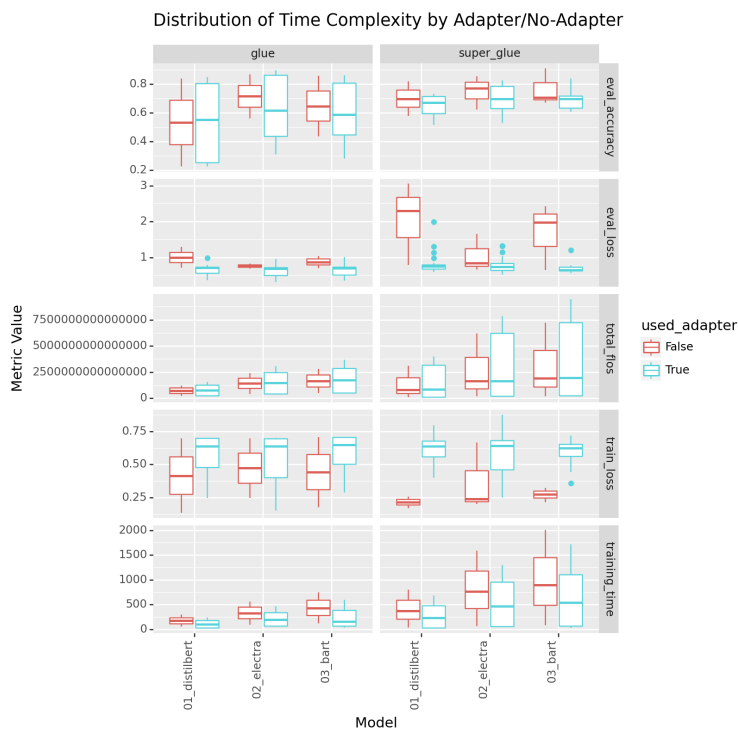 Distribution of Time Complexity by Adapter/No-Adapter
glue
super_glue
0.8
0.6
0.4
0.2
eval_accuracy
3
2
1
eval_loss
7500000000000000
5000000000000000
2500000000000000
0
total_flos
0.75
0.50
0.25
train_loss
2000
1500
1000
500
0
training_time
Metric Value
01_distilbert
02_electra
03_bart
01_distilbert
02_electra
03_bart
Model
used_adapter
False
True